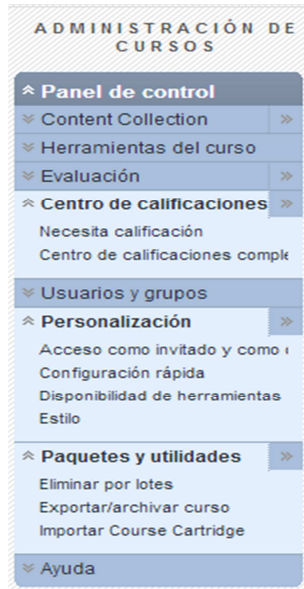 ADMINISTRACIÓN DE
CURSOS
Panel de control
Content Collection
Herramientas del curso
Evaluación
Centro de calificaciones
Necesita calificación
Centro de calificaciones comple
Usuarios y grupos
Personalización
Acceso como invitado y como
Configuración rápida
Disponibilidad de herramientas
Estilo
Paquetes y utilidades
Eliminar por lotes
Exportar/archivar curso
Importar Course Cartridge
Ayuda